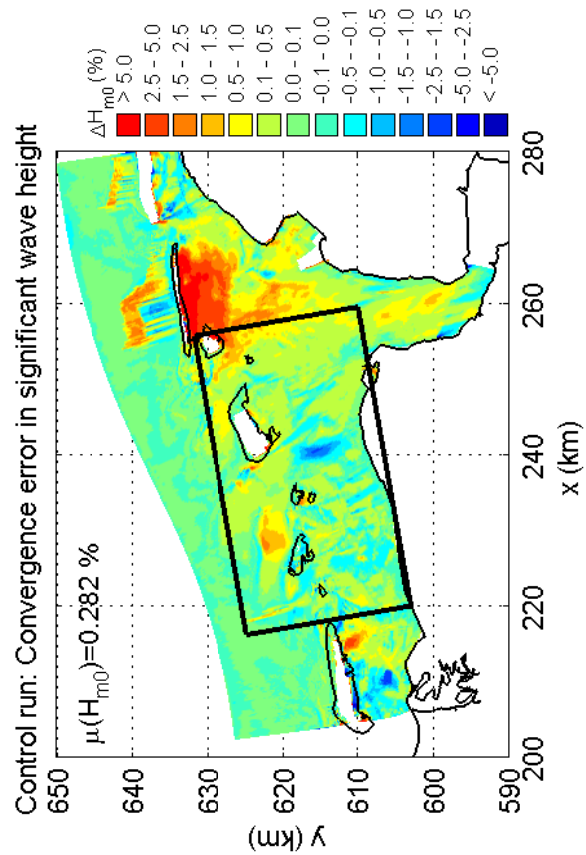 Control run: Convergence error in significant wave height
μ(Hm0)=0.282 %
ΔHm0 (%)
> 5.0
2.5 - 5.0
1.5 - 2.5
1.0 - 1.5
0.5 - 1.0
0.1 - 0.5
0.0 - 0.1
-0.1 - 0.0
-0.5 - -0.1
-1.0 - -0.5
-1.5 - -1.0
-2.5 - -1.5
-5.0 - -2.5
< -5.0
650
640
630
620
610
600
590
y (km)
200
220
240
260
280
x (km)